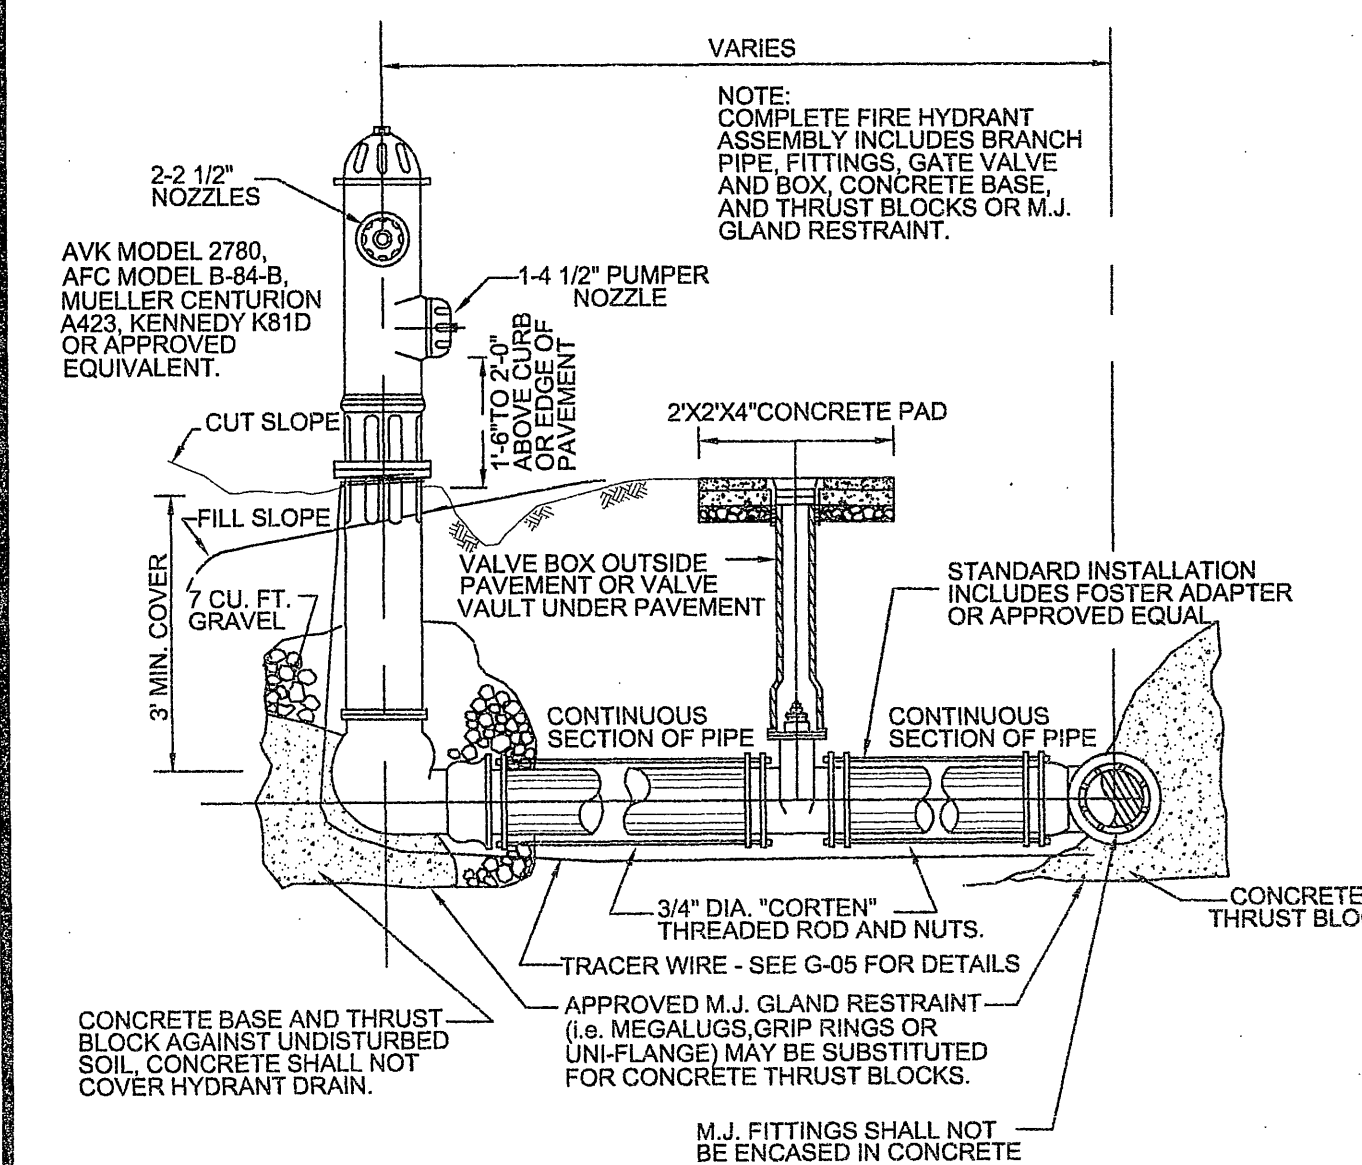 VARIES
NOTE:
COMPLETE FIRE HYDRANT
ASSEMBLY INCLUDES BRANCH
PIPE, FITTINGS, GATE VALVE
AND BOX, CONCRETE BASE,
AND THRUST BLOCKS OR M.J.
GLAND RESTRAINT.
2-2 1/2"
NOZZLES
AVK MODEL 2780,
AFC MODEL B-84-B,
MUELLER CENTURION
A423, KENNEDY K81D
OR APPROVED
EQUIVALENT.
1-4 1/2" PUMPER
NOZZLE
1'-6"TO 2'-0"
ABOVE CURB
OR EDGE OF
PAVEMENT
2'X2'X4"CONCRETE PAD
CUT SLOPE
FILL SLOPE
3' MIN. COVER
7 CU. FT.
GRAVEL
VALVE BOX OUTSIDE
PAVEMENT OR VALVE
VAULT UNDER PAVEMENT
STANDARD INSTALLATION
INCLUDES FOSTER ADAPTER
OR APPROVED EQUAL
CONTINUOUS
SECTION OF PIPE
CONTINUOUS
SECTION OF PIPE
3/4" DIA. "CORTEN"
THREADED ROD AND NUTS.
CONCRETE
THRUST BLO
TRACER WIRE - SEE G-05 FOR DETAILS
CONCRETE BASE AND THRUST
BLOCK AGAINST UNDISTURBED
SOIL, CONCRETE SHALL NOT
COVER HYDRANT DRAIN.
APPROVED M.J. GLAND RESTRAINT
(i.e. MEGALUGS,GRIP RINGS OR
UNI-FLANGE) MAY BE SUBSTITUTED
FOR CONCRETE THRUST BLOCKS.
M.J. FITTINGS SHALL NOT
BE ENCASED IN CONCRETE